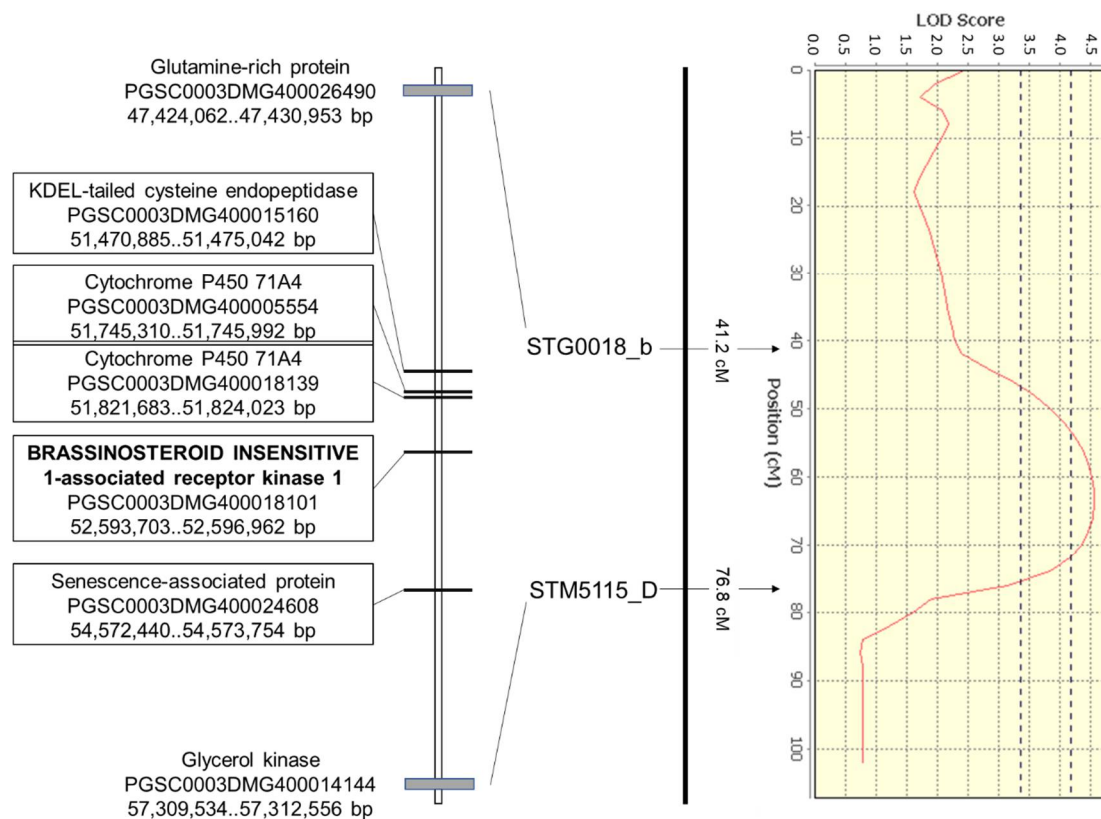 Glutamine-rich protein
PGSC0003DMG400026490
47,424,062..47,430,953 bp
KDEL-tailed cysteine endopeptidase
PGSC0003DMG400015160
51,470,885..51,475,042 bp
Cytochrome P450 71A4
PGSC0003DMG400005554
51,745,310..51,745,992 bp
Cytochrome P450 71A4
PGSC0003DMG400018139
51,821,683..51,824,023 bp
BRASSINOSTEROID INSENSITIVE
1-associated receptor kinase 1
PGSC0003DMG400018101
52,593,703..52,596,962 bp
Senescence-associated protein
PGSC0003DMG400024608
54,572,440..54,573,754 bp
Glycerol kinase
PGSC0003DMG400014144
57,309,534..57,312,556 bp
STG0018_b
STM5115_D
41.2 cM
76.8 cM
LOD Score
0.0
0.5
1.0
1.5
2.0
2.5
3.0
3.5
4.0
4.5
Position (cM)
0
10
20
30
40
50
60
70
80
90
100